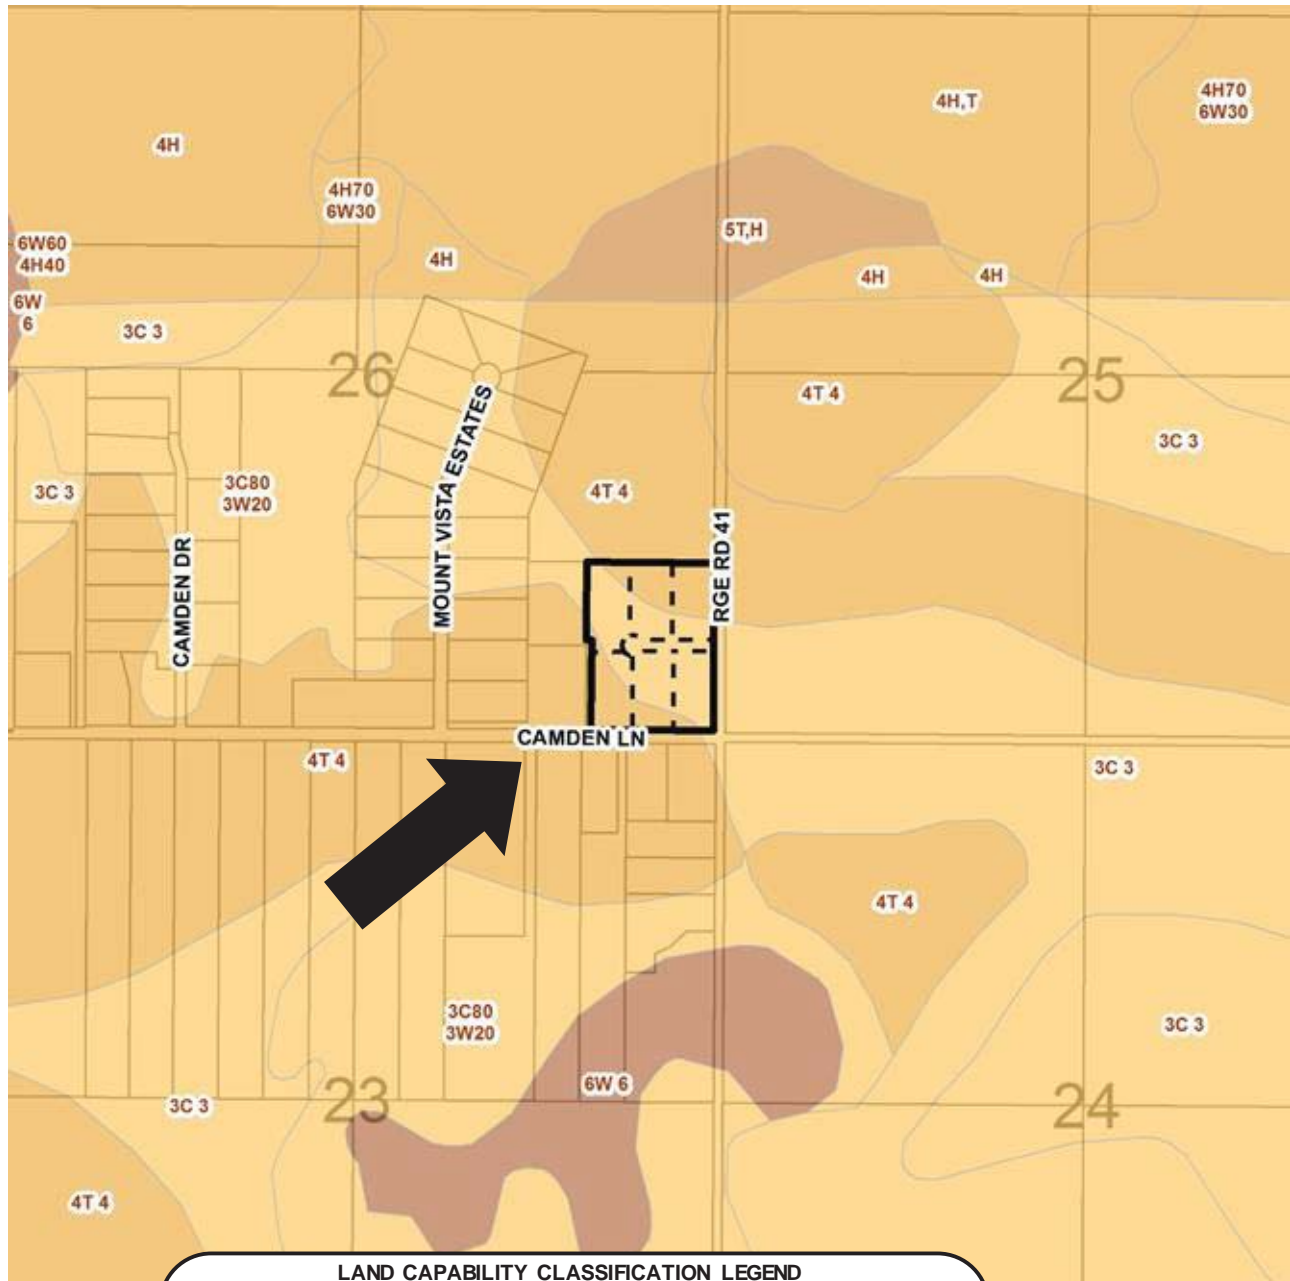 4H,T
4H70
6W30
4H
4H70
6W30
5T,H
6W60
4H40
4H
4H
4H
6W
6
3C 3
26
25
4T 4
3C 3
3C80
3W20
3C 3
4T 4
MOUNT VISTA ESTATES
RGE RD 41
CAMDEN DR
CAMDEN LN
4T 4
3C 3
4T 4
3C80
3W20
3C 3
6W 6
3C 3
23
24
4T 4
LAND CAPABILITY CLASSIFICATION LEGEND